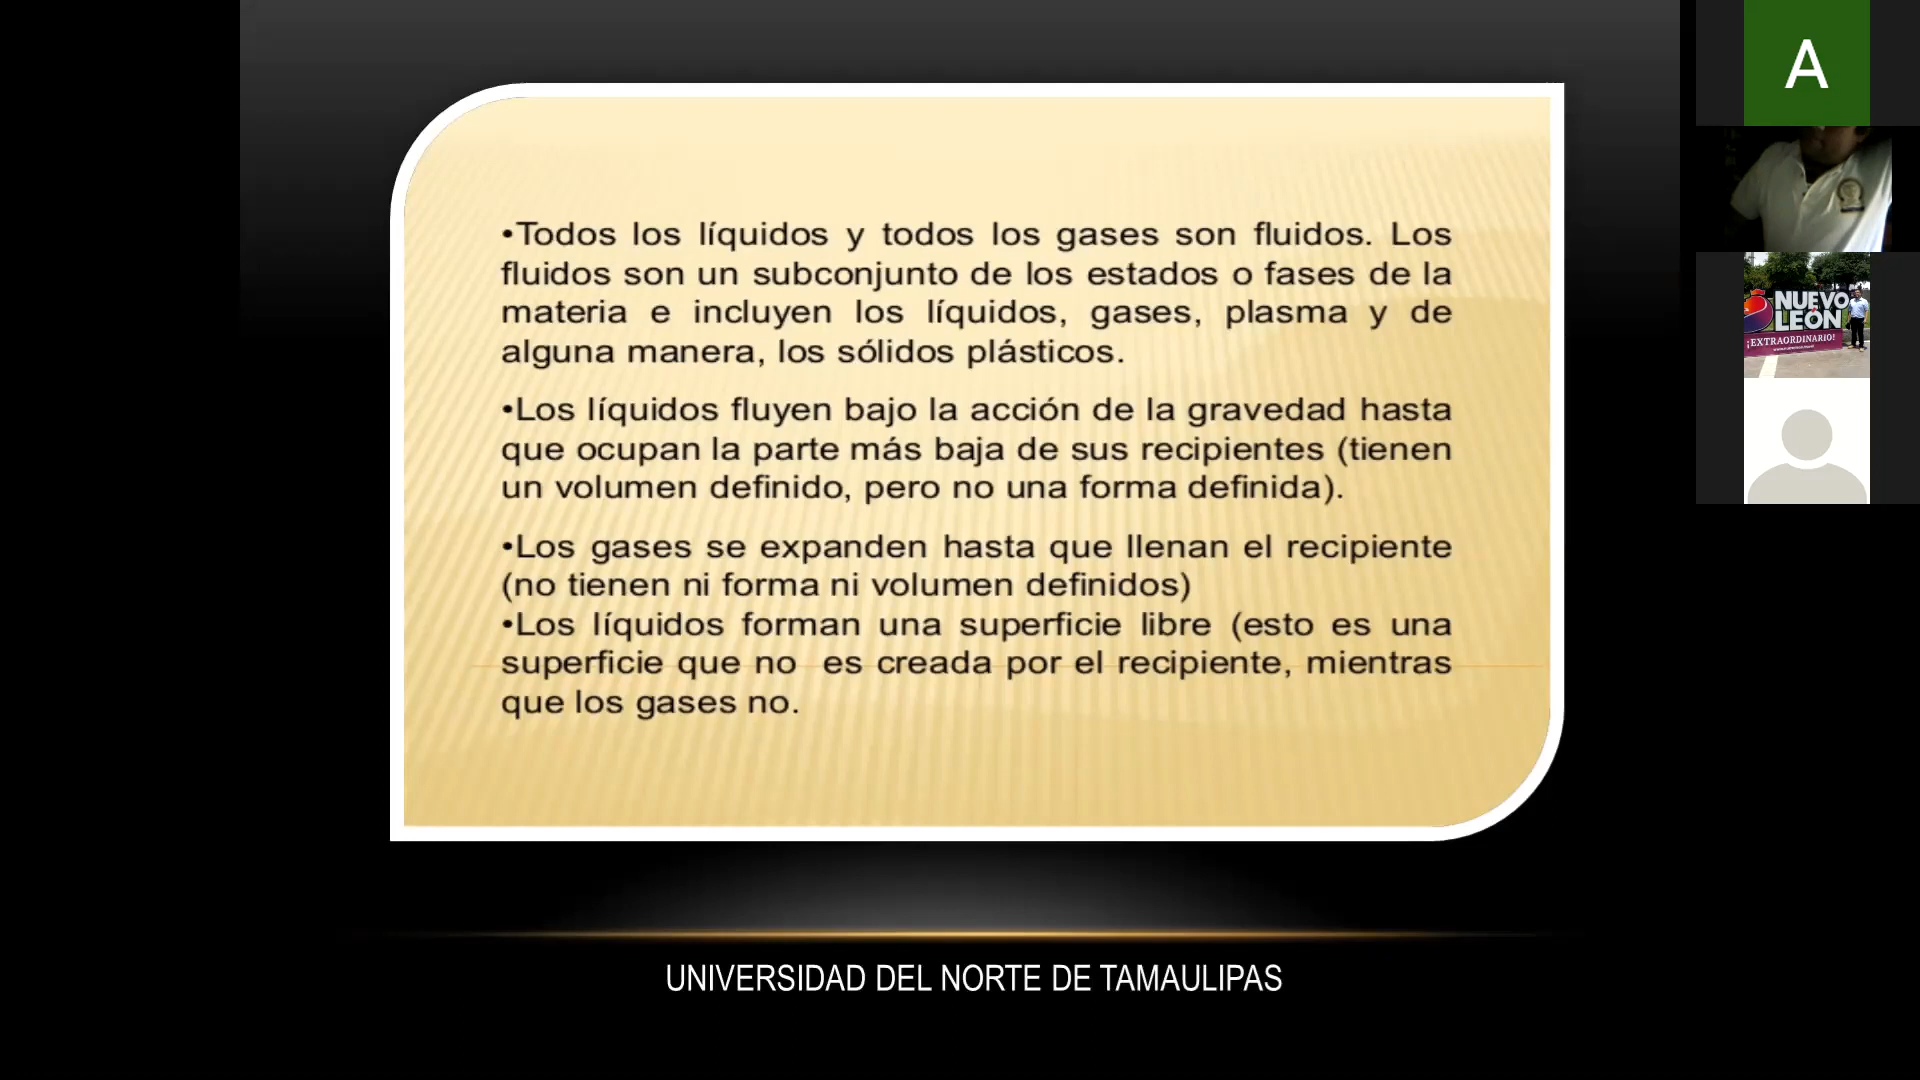 •Todos los líquidos y todos los gases son fluidos. Los
fluidos son un subconjunto de los estados o fases de la
materia e incluyen los líquidos, gases, plasma y de
alguna manera, los sólidos plásticos.
•Los líquidos fluyen bajo la acción de la gravedad hasta
que ocupan la parte más baja de sus recipientes (tienen
un volumen definido, pero no una forma definida).
•Los gases se expanden hasta que llenan el recipiente
(no tienen ni forma ni volumen definidos)
•Los líquidos forman una superficie libre (esto es una
superficie que no es creada por el recipiente, mientras
que los gases no.
UNIVERSIDAD DEL NORTE DE TAMAULIPAS
A
NUEVO
LEÓN
¡EXTRAORDINARIO!